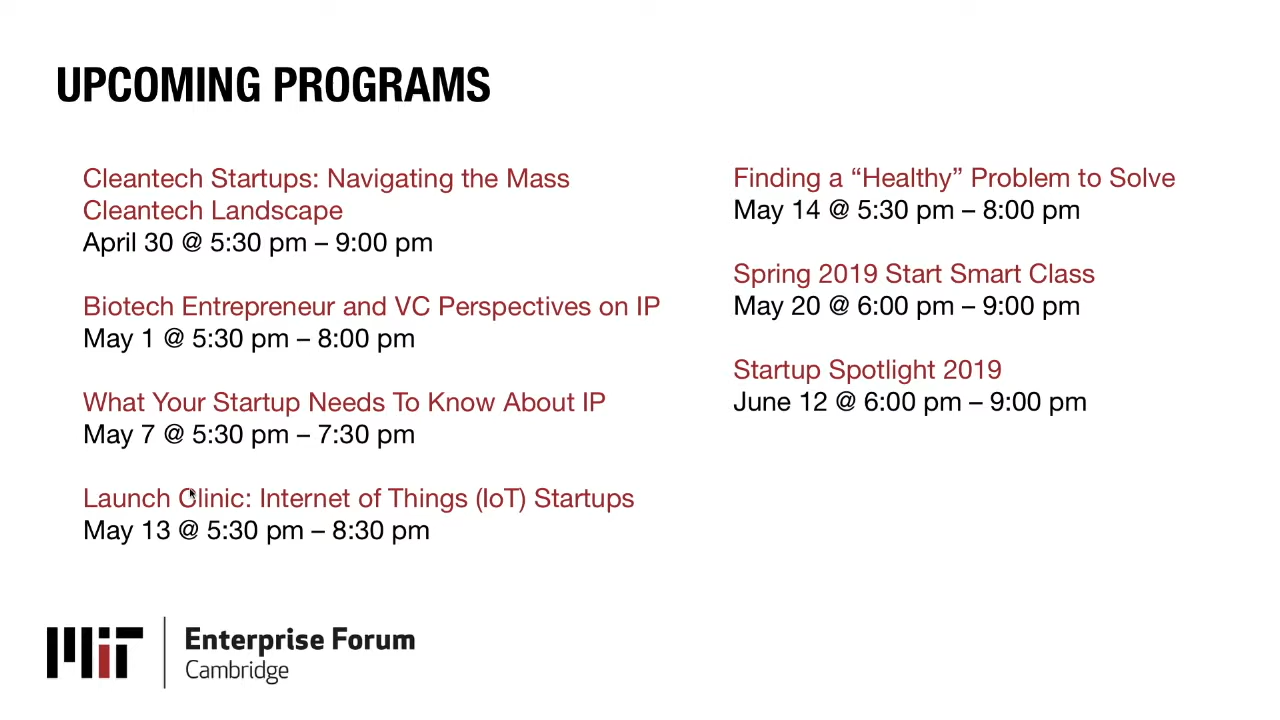 UPCOMING PROGRAMS
Cleantech Startups: Navigating the Mass
Cleantech Landscape
April 30 @ 5:30 pm – 9:00 pm
Biotech Entrepreneur and VC Perspectives on IP
May 1 @ 5:30 pm – 8:00 pm
What Your Startup Needs To Know About IP
May 7 @ 5:30 pm – 7:30 pm
Launch Clinic: Internet of Things (IoT) Startups
May 13 @ 5:30 pm – 8:30 pm
Finding a “Healthy” Problem to Solve
May 14 @ 5:30 pm – 8:00 pm
Spring 2019 Start Smart Class
May 20 @ 6:00 pm – 9:00 pm
Startup Spotlight 2019
June 12 @ 6:00 pm – 9:00 pm
MIT
Enterprise Forum
Cambridge